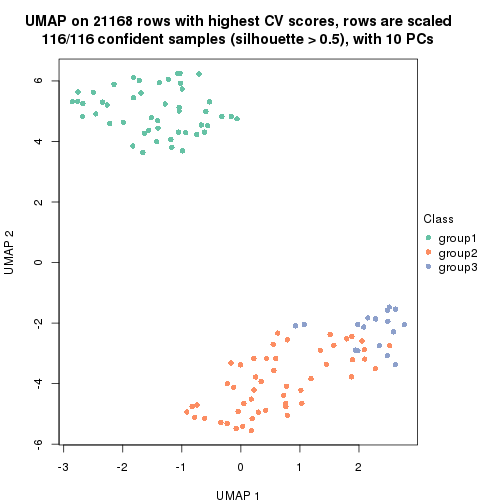 UMAP on 21168 rows with highest CV scores, rows are scaled
116/116 confident samples (silhouette > 0.5), with 10 PCs
6
4
2
0
-2
-4
-6
UMAP 2
-3
-2
-1
0
1
2
UMAP 1
Class
group1
group2
group3